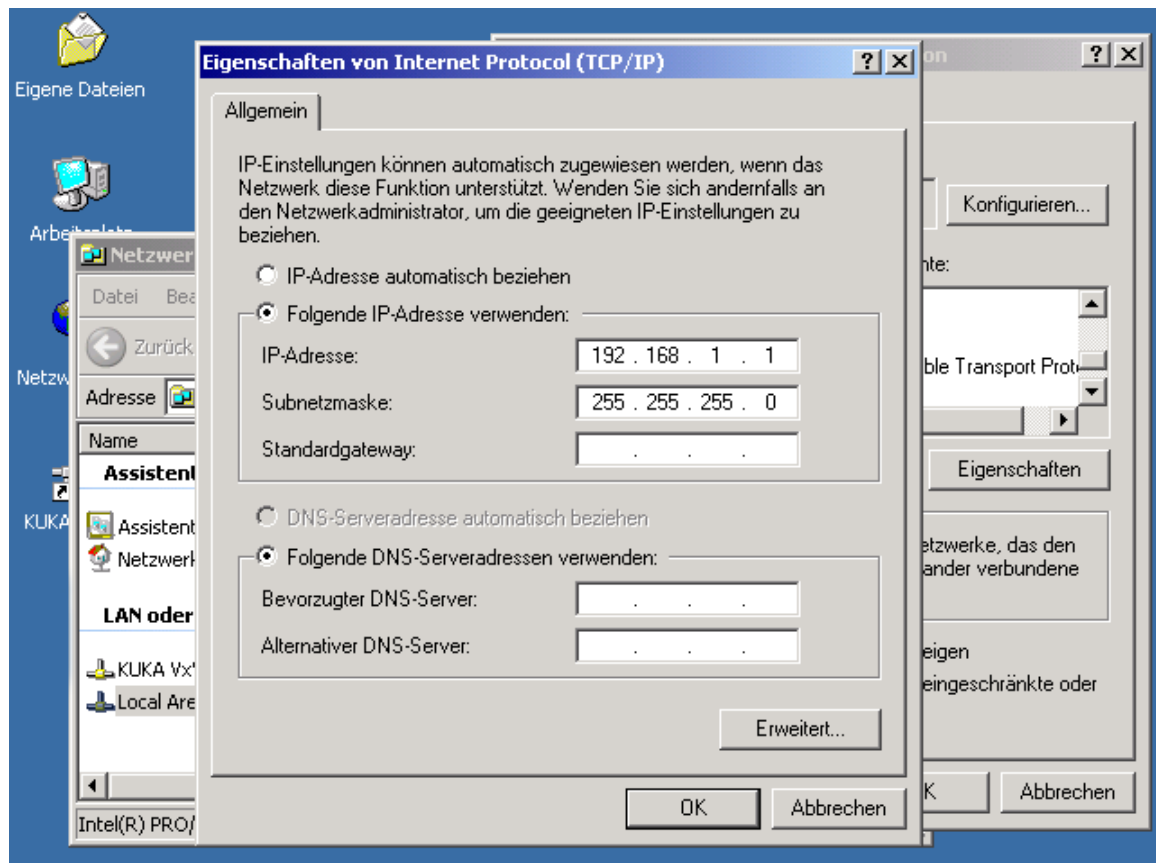 Eigene Dateien
Netzwer
Datei Bea
Zurück
Adresse
Name
Assistent
Assistent
Netzwerk
LAN oder
KUKA Vx
Local Are
Intel(R) PRO/
KUKA
Eigenschaften von Internet Protocol (TCP/IP)
Allgemein
IP-Einstellungen können automatisch zugewiesen werden, wenn das
Netzwerk diese Funktion unterstützt. Wenden Sie sich andernfalls an
den Netzwerkadministrator, um die geeigneten IP-Einstellungen zu
beziehen.
IP-Adresse automatisch beziehen
Folgende IP-Adresse verwenden:
IP-Adresse: 192 . 168 . 1 . 1
Subnetzmaske: 255 . 255 . 255 . 0
Standardgateway: . . .
DNS-Serveradresse automatisch beziehen
Folgende DNS-Serveradressen verwenden:
Bevorzugter DNS-Server: . . .
Alternativer DNS-Server: . . .
Erweitert...
OK Abbrechen
on
Konfigurieren...
nte:
ble Transport Proto
Eigenschaften
etzwerke, das den
ander verbundene
eigen
eingeschränkte oder
K Abbrechen